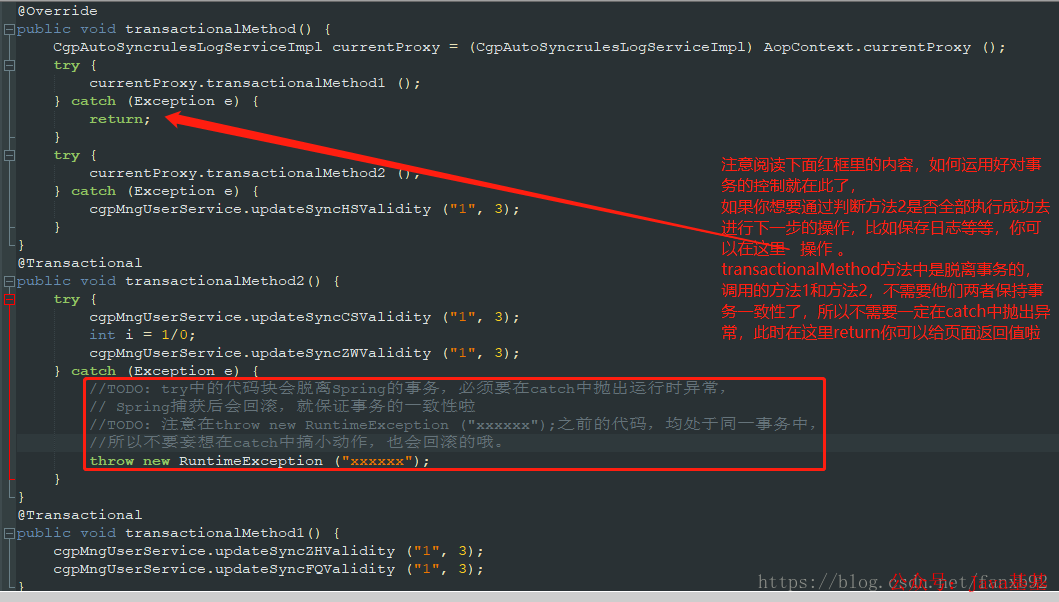 @Override
public void transactionalMethod() {
CgpAutoSyncrulesLogServiceImpl currentProxy = (CgpAutoSyncrulesLogServiceImpl) AopContext.currentProxy ();
try {
currentProxy.transactionalMethod1 ();
} catch (Exception e) {
return;
}
try {
currentProxy.transactionalMethod2 ();
} catch (Exception e) {
cgpMngUserService.updateSyncHSValidity ("1", 3);
}
}
注意阅读下面红框里的内容，如何运用好对事
务的控制就在此了，
如果你想要通过判断方法2是否全部执行成功去
进行下一步的操作，比如保存日志等等，你可
以在这里 操作 。
transactionalMethod方法中是脱离事务的，
调用的方法1和方法2，不需要他们两者保持事
务一致性了，所以不需要一定在catch中抛出异
常，此时在这里return你可以给页面返回值啦
@Transactional
public void transactionalMethod2() {
try {
cgpMngUserService.updateSyncCSValidity ("1", 3);
int i = 1/0;
cgpMngUserService.updateSyncZWValidity ("1", 3);
} catch (Exception e) {
//TODO: try中的代码块会脱离Spring的事务，必须要在catch中抛出运行时异常，
// Spring捕获后会回滚，就保证事务的一致性啦
//TODO: 注意在throw new RuntimeException ("xxxxxx");之前的代码，均处于同一事务中，
//所以不要妄想在catch中搞小动作，也会回滚的哦。
throw new RuntimeException ("xxxxxx");
}
}
@Transactional
public void transactionalMethod1() {
cgpMngUserService.updateSyncZHValidity ("1", 3);
cgpMngUserService.updateSyncFQValidity ("1", 3);
}
https://blog.csdn.net/fanxb92